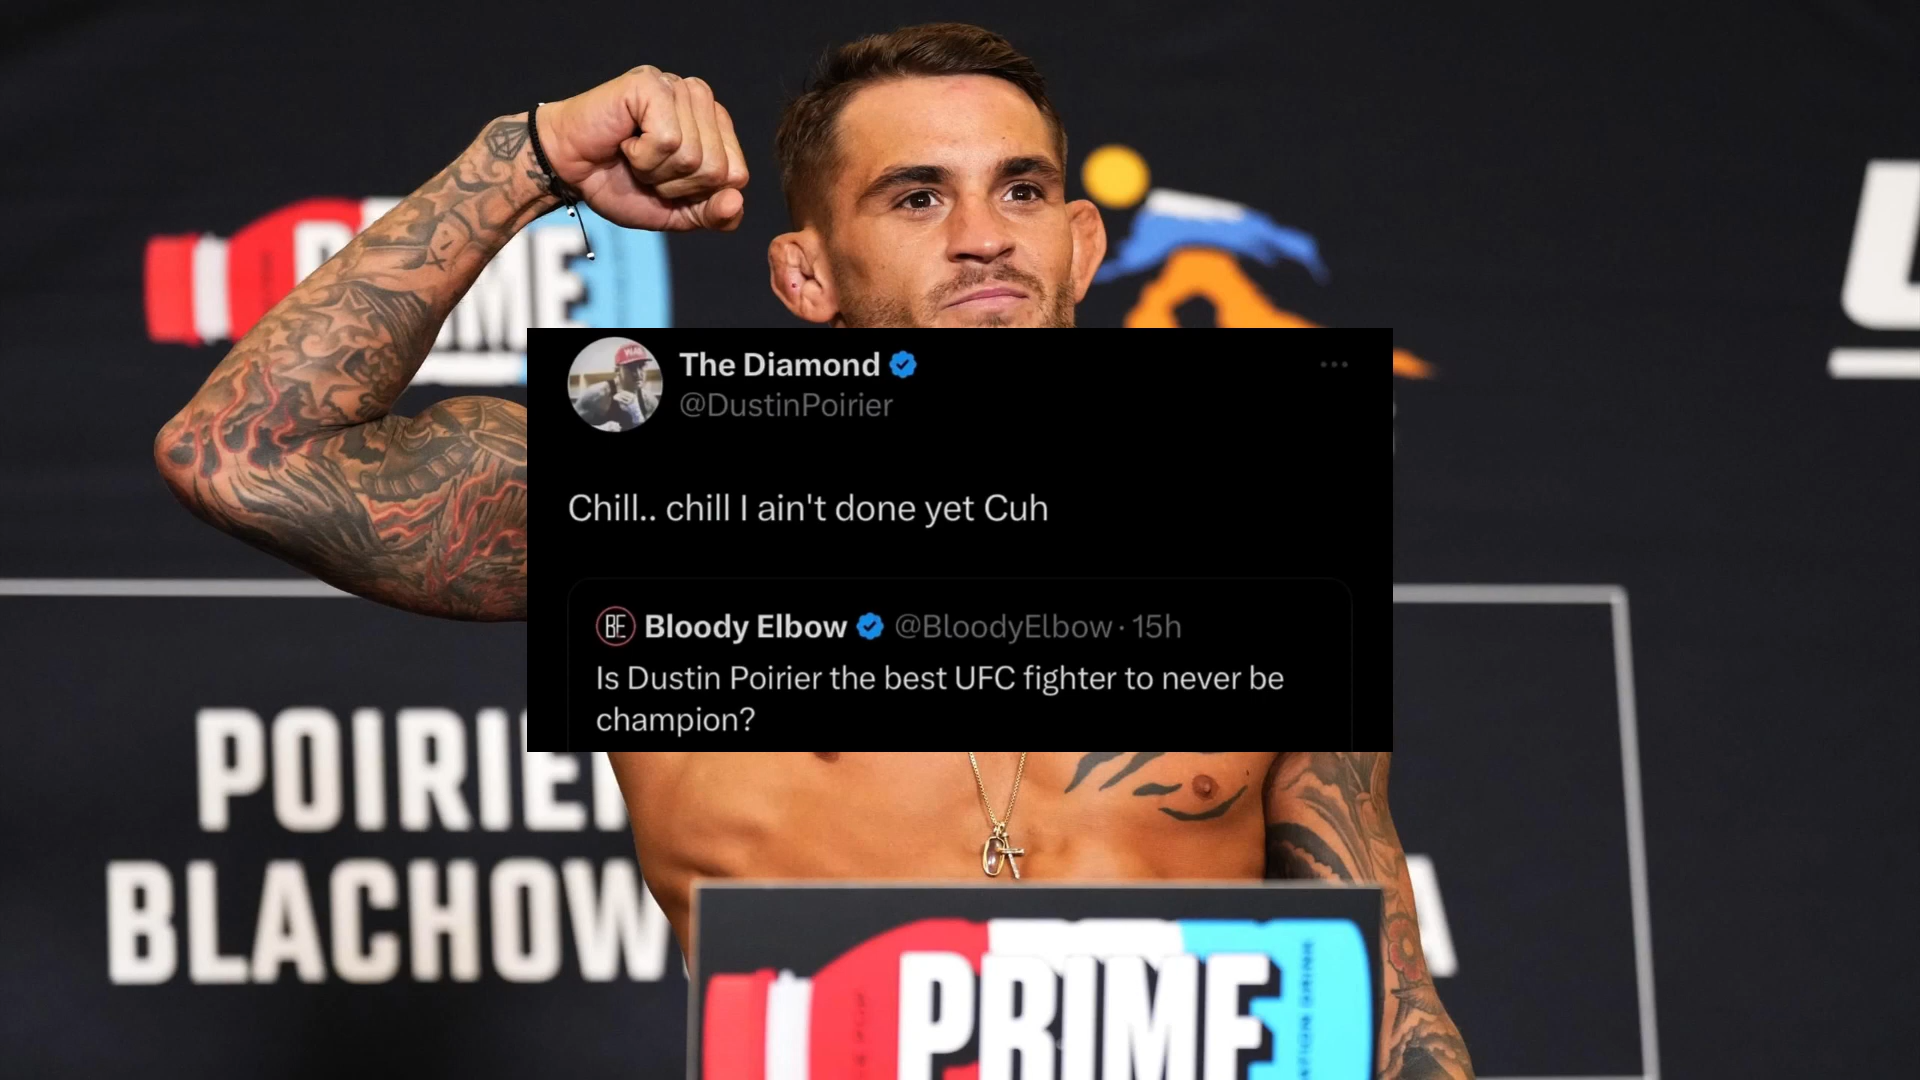 PRIME
The Diamond
@DustinPoirier
Chill.. chill I ain't done yet Cuh
BE Bloody Elbow @BloodyElbow · 15h
Is Dustin Poirier the best UFC fighter to never be
champion?
POIRIE
BLACHOW
A
PRIME